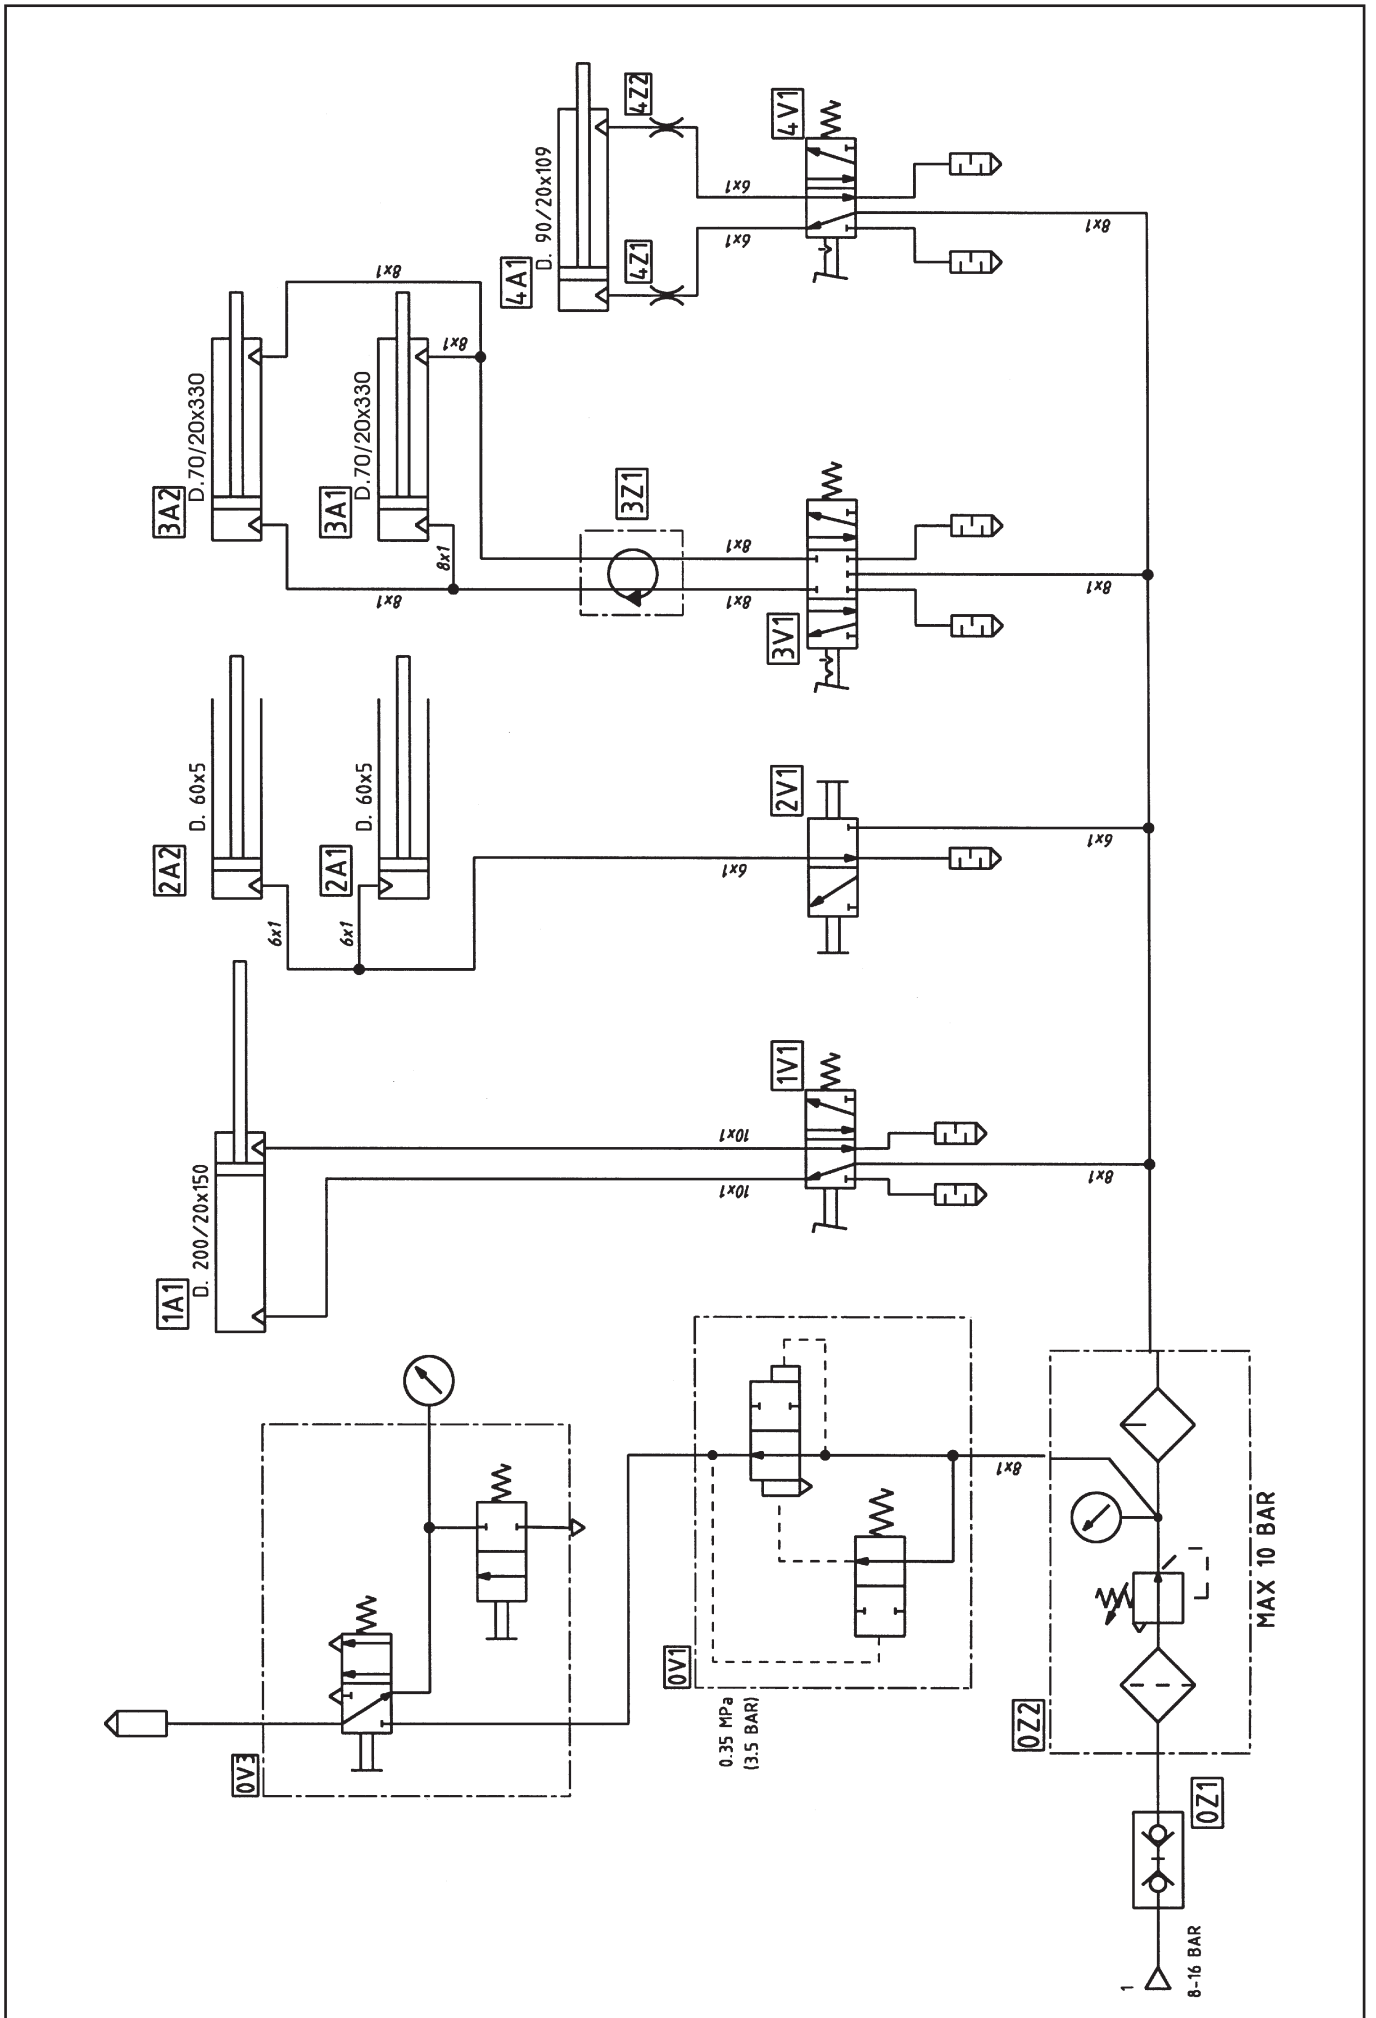 4Z2
4V1
D. 90/20x109
6x1
4A1
4Z1
6x1
8x1
8x1
8x1
D.70/20x330
D.70/20x330
3A2
3A1
3Z1
8x1
8x1
8x1
8x1
8x1
3V1
D. 60x5
D. 60x5
2V1
2A2
2A1
6x1
6x1
6x1
6x1
1V1
10x1
10x1
8x1
D. 200/20x150
1A1
8x1
MAX 10 BAR
0V1
0.35 MPa
(3.5 BAR)
0Z2
0V3
0Z1
1
8-16 BAR